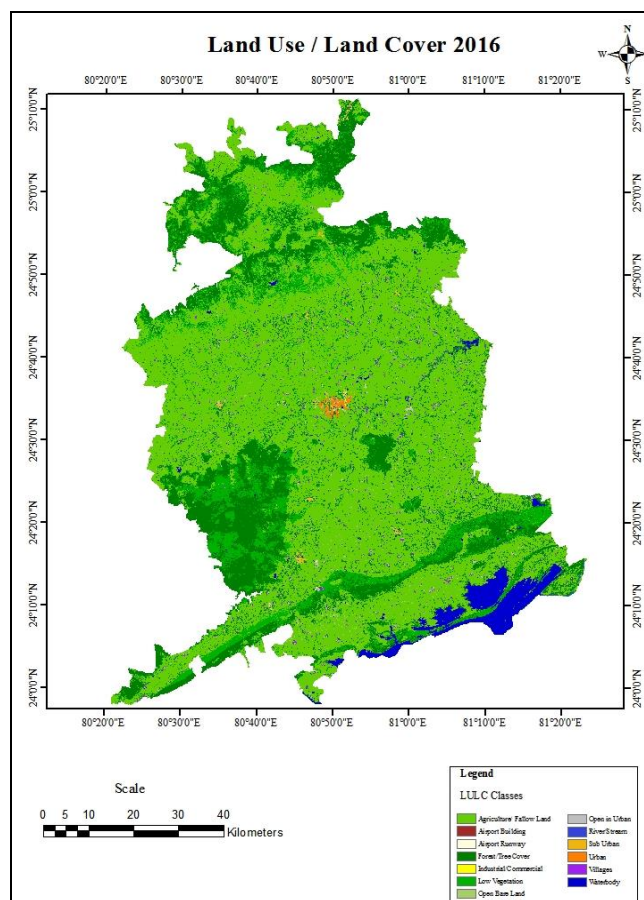 Land Use / Land Cover 2016
N
W E
S
80°20'0"E 80°30'0"E 80°40'0"E 80°50'0"E 81°0'0"E 81°10'0"E 81°20'0"E
25°10'0"N 25°10'0"N
25°0'0"N 25°0'0"N
24°50'0"N 24°50'0"N
24°40'0"N 24°40'0"N
24°30'0"N 24°30'0"N
24°20'0"N 24°20'0"N
24°10'0"N 24°10'0"N
24°0'0"N 24°0'0"N
80°20'0"E 80°30'0"E 80°40'0"E 80°50'0"E 81°0'0"E 81°10'0"E 81°20'0"E
Scale
0 5 10 20 30 40
Kilometers
Legend
LULC Classes
Agriculture/ Fallow Land
Airport Building
Airport Runway
Forest/Tree Cover
Industrial Commercial
Low Vegetation
Open Bare Land
Open in Urban
River/Stream
Sub Urban
Urban
Villages
Waterbody